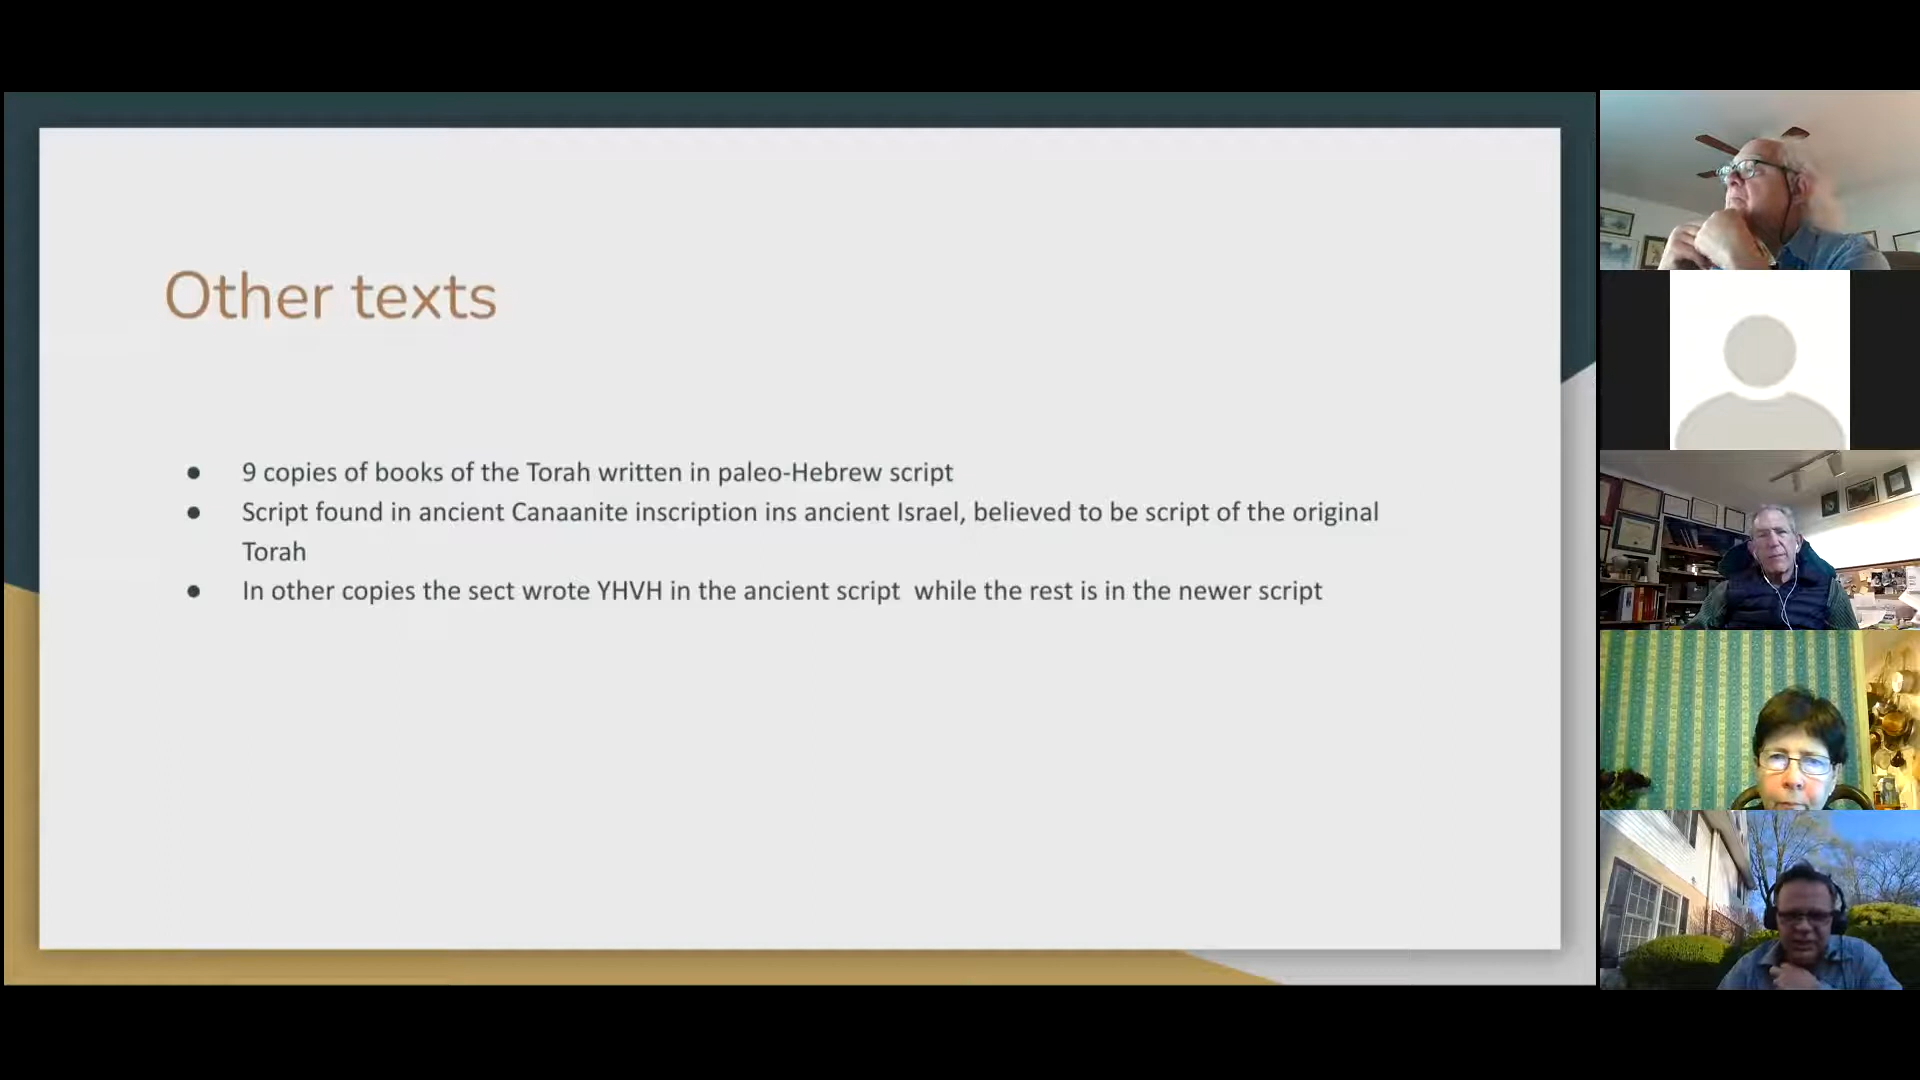 Other texts
● 9 copies of books of the Torah written in paleo-Hebrew script
● Script found in ancient Canaanite inscription ins ancient Israel, believed to be script of the original
Torah
● In other copies the sect wrote YHVH in the ancient script  while the rest is in the newer script